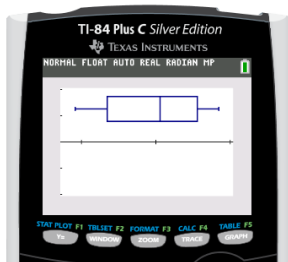 TI-84 Plus C Silver Edition
TEXAS INSTRUMENTS
NORMAL FLOAT AUTO REAL RADIAN MP
STAT PLOT F1 TBLSET F2 FORMAT F3 CALC F4 TABLE F5
Y= WINDOW ZOOM TRACE GRAPH